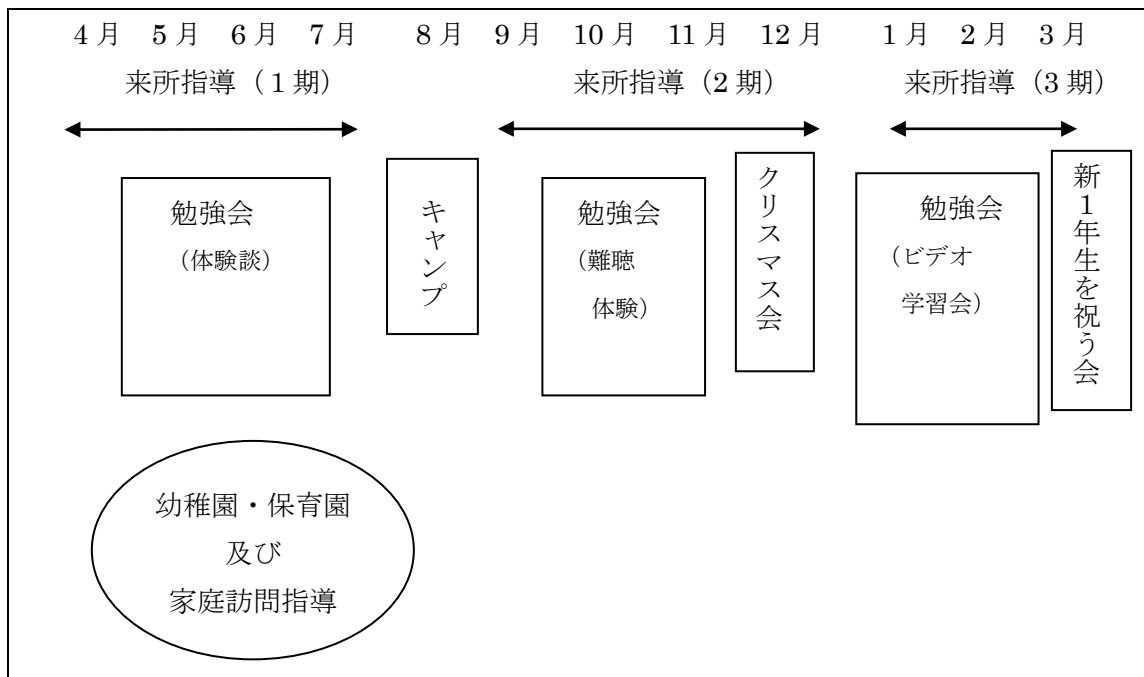 4月 5月 6月 7月 8月 9月 10月 11月 12月 1月 2月 3月
来所指導（1期） 来所指導（2期） 来所指導（3期）
勉強会
（体験談）
キャンプ
勉強会
（難聴
体験）
クリスマス会
勉強会
（ビデオ
学習会）
新1年生を祝う会
幼稚園・保育園
及び
家庭訪問指導